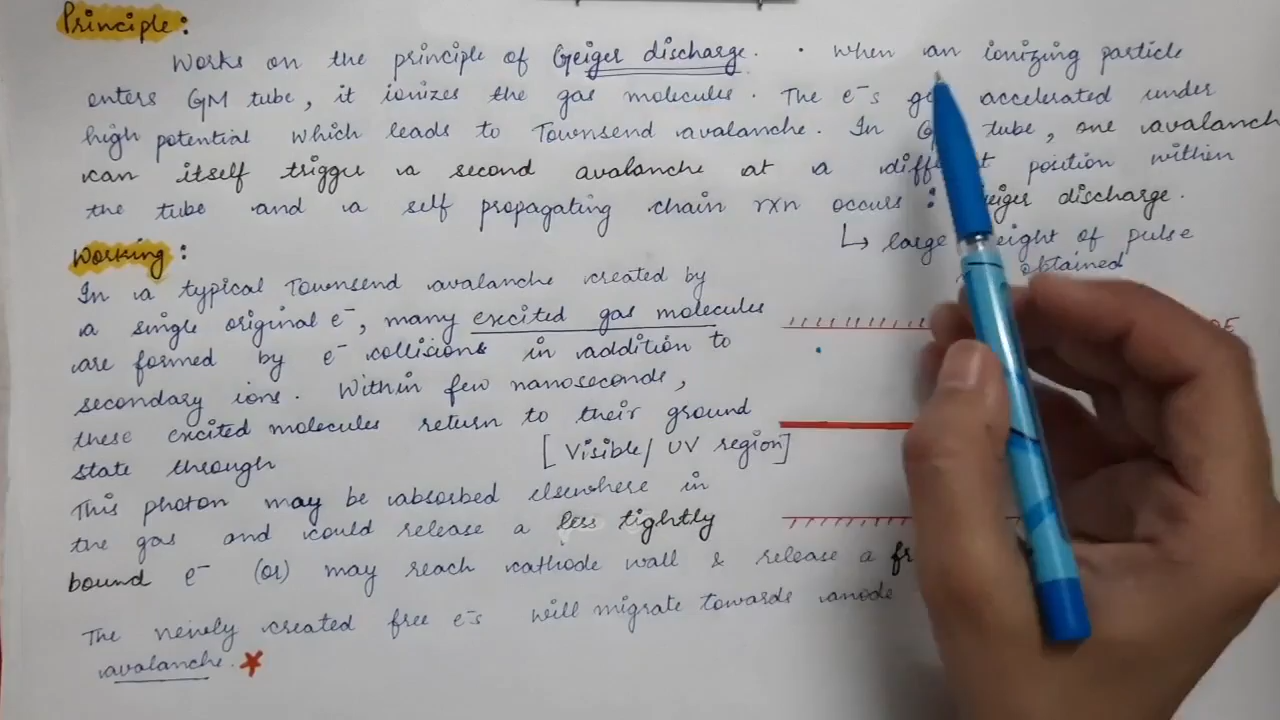 Principle:
Works on the principle of Geiger discharge. · When an ionizing particle
enters GM tube, it ionizes the gas molecules. The e⁻s accelerated under
high potential which leads to Townsend avalanche. In tube, one avalanch
can itself trigger a second avalanche at a different position within
the tube and a self propagating chain rxn occurs : Geiger discharge.
↳ large height of pulse
obtained
Working:
In a typical Townsend avalanche created by
a single original e⁻, many excited gas molecules
are formed by e⁻ collisions in addition to
secondary ions. Within few nanoseconds,
these excited molecules return to their ground
state through [Visible/ UV region]
This photon may be absorbed elsewhere in
the gas and could release a less tightly
bound e⁻ (or) may reach cathode wall & release a
The newly created free e⁻s will migrate towards anode
avalanche.